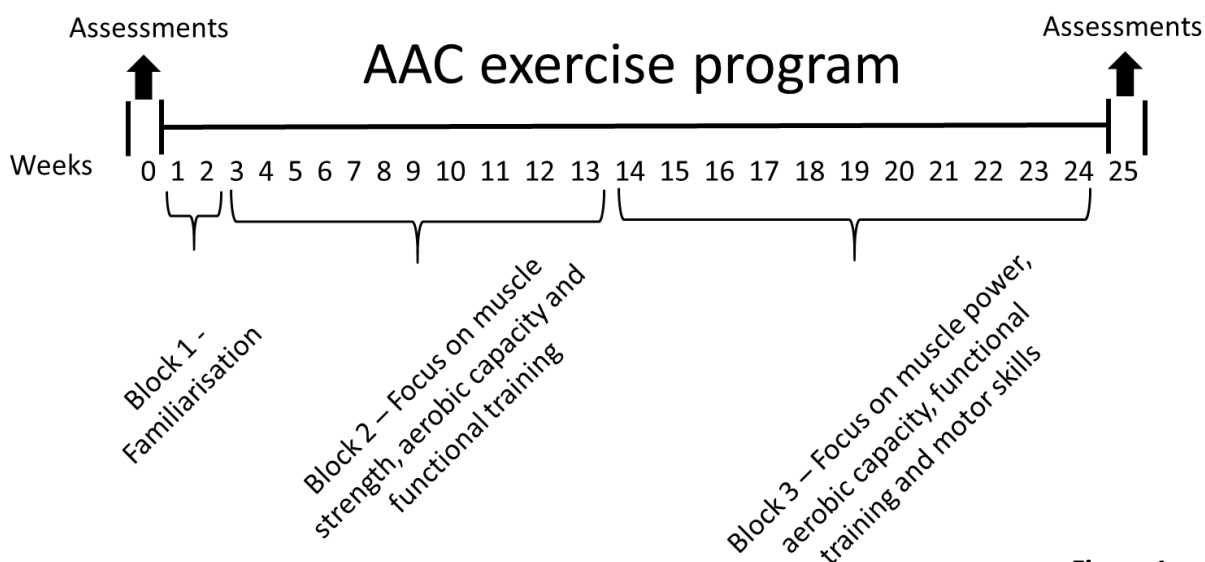 Assessments
Assessments
AAC exercise program
Weeks 0 1 2 3 4 5 6 7 8 9 10 11 12 13 14 15 16 17 18 19 20 21 22 23 24 25
Block 1 -
Familiarisation
Block 2 – Focus on muscle
strength, aerobic capacity and
functional training
Block 3 – Focus on muscle power,
aerobic capacity, functional
training and motor skills